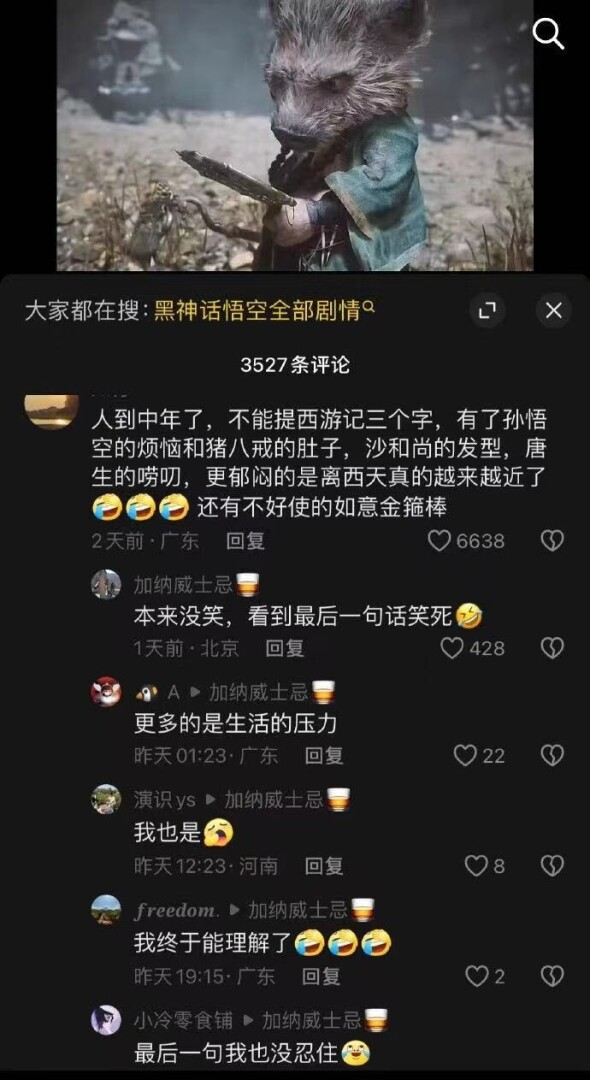 大家都在搜:黑神话悟空全部剧情
3527条评论
人到中年了，不能提西游记三个字，有了孙悟
空的烦恼和猪八戒的肚子，沙和尚的发型，唐
生的唠叨，更郁闷的是离西天真的越来越近了
🤣🤣🤣 还有不好使的如意金箍棒
2天前·广东 回复 6638
加纳威士忌🥃
本来没笑，看到最后一句话笑死🤣
1天前·北京 回复 428
A ▶ 加纳威士忌🥃
更多的是生活的压力
昨天01:23·广东 回复 22
演识ys ▶ 加纳威士忌🥃
我也是🥱
昨天12:23·河南 回复 8
freedom. ▶ 加纳威士忌🥃
我终于能理解了🤣🤣🤣
昨天19:15·广东 回复 2
小冷零食铺 ▶ 加纳威士忌🥃
最后一句我也没忍住😂